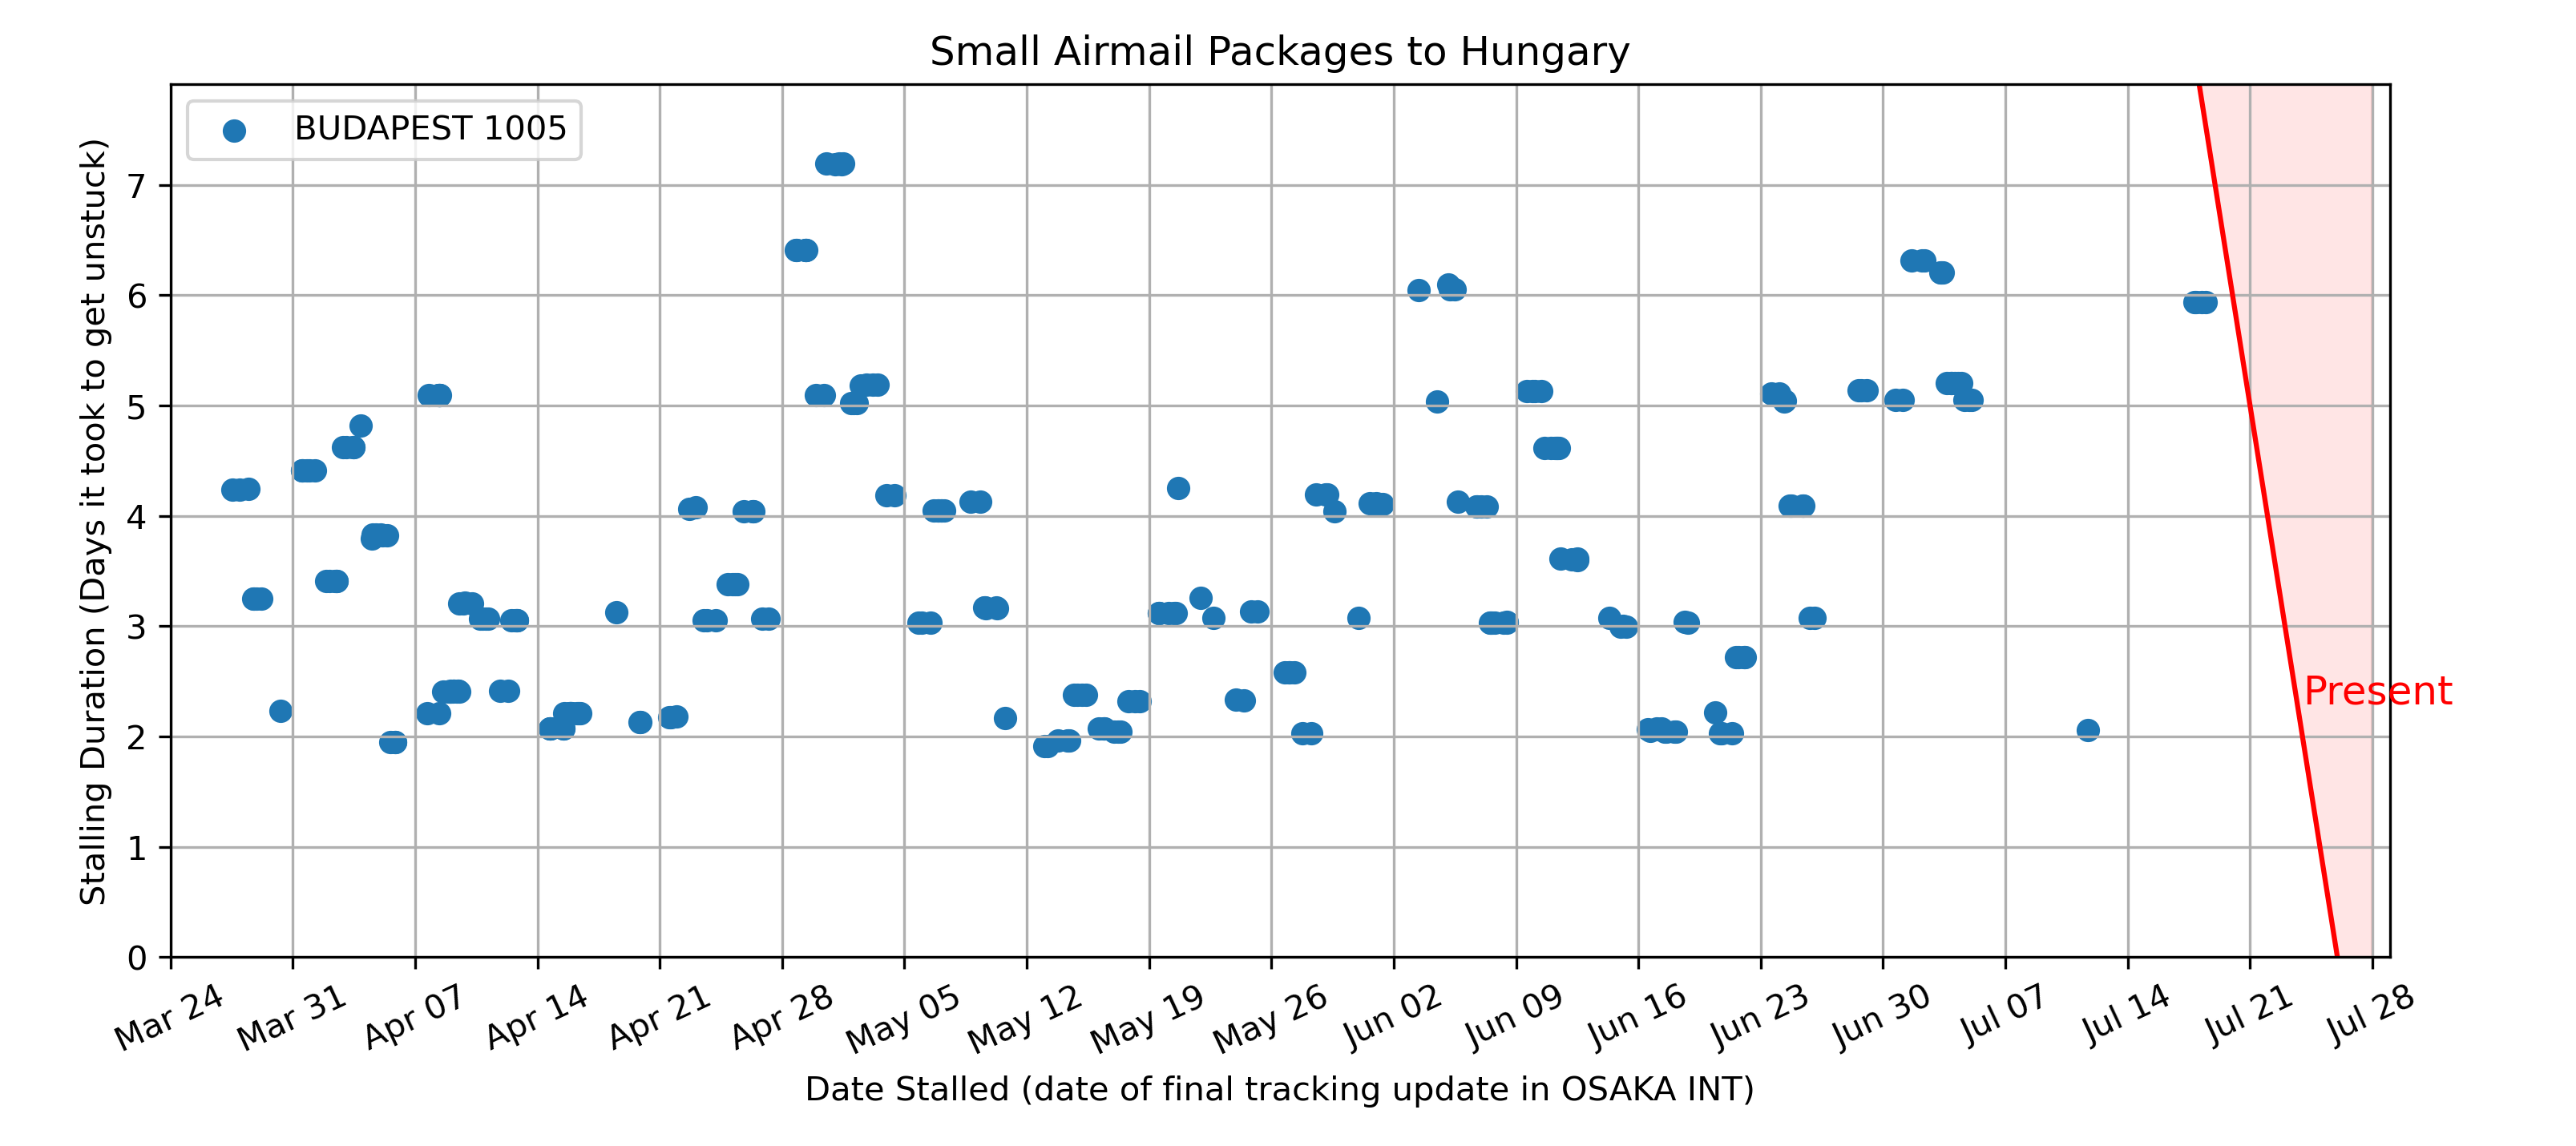 Small Airmail Packages to Hungary
BUDAPEST 1005
Stalling Duration (Days it took to get unstuck)
7
6
5
4
3
2
1
0
Present
Mar 24
Mar 31
Apr 07
Apr 14
Apr 21
Apr 28
May 05
May 12
May 19
May 26
Jun 02
Jun 09
Jun 16
Jun 23
Jun 30
Jul 07
Jul 14
Jul 21
Jul 28
Date Stalled (date of final tracking update in OSAKA INT)